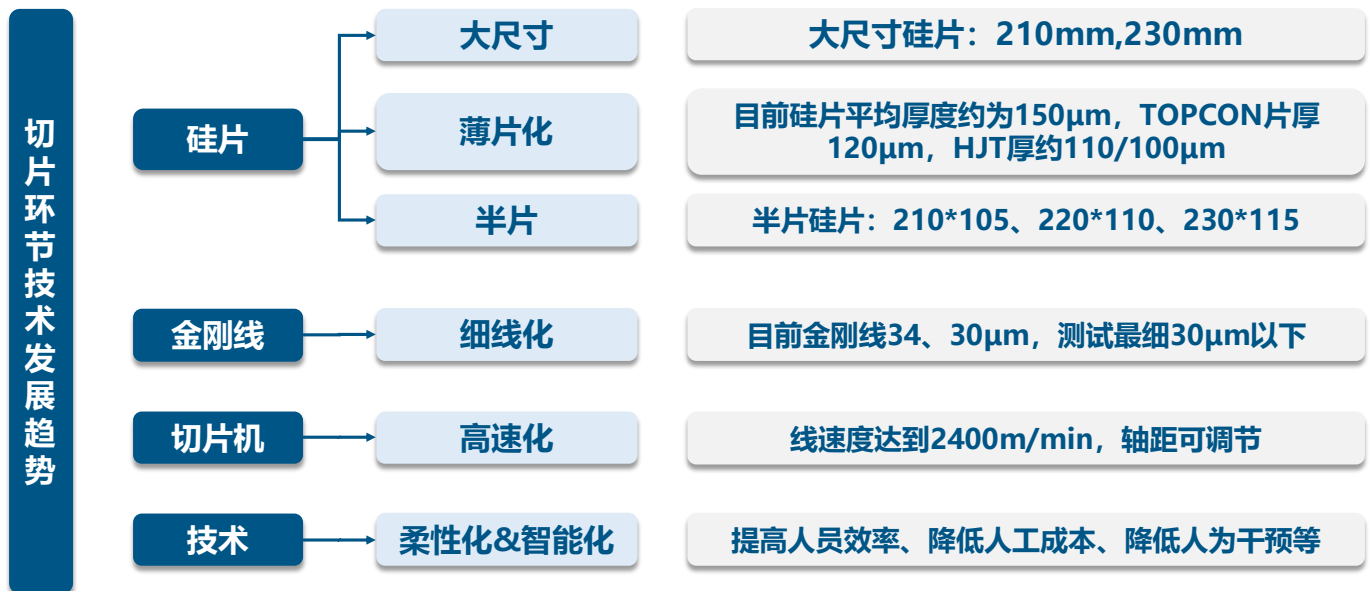 切片环节技术发展趋势
硅片
大尺寸
大尺寸硅片：210mm,230mm
薄片化
目前硅片平均厚度约为150μm，TOPCON片厚
120μm，HJT厚约110/100μm
半片
半片硅片：210*105、220*110、230*115
金刚线
细线化
目前金刚线34、30μm，测试最细30μm以下
切片机
高速化
线速度达到2400m/min，轴距可调节
技术
柔性化&智能化
提高人员效率、降低人工成本、降低人为干预等